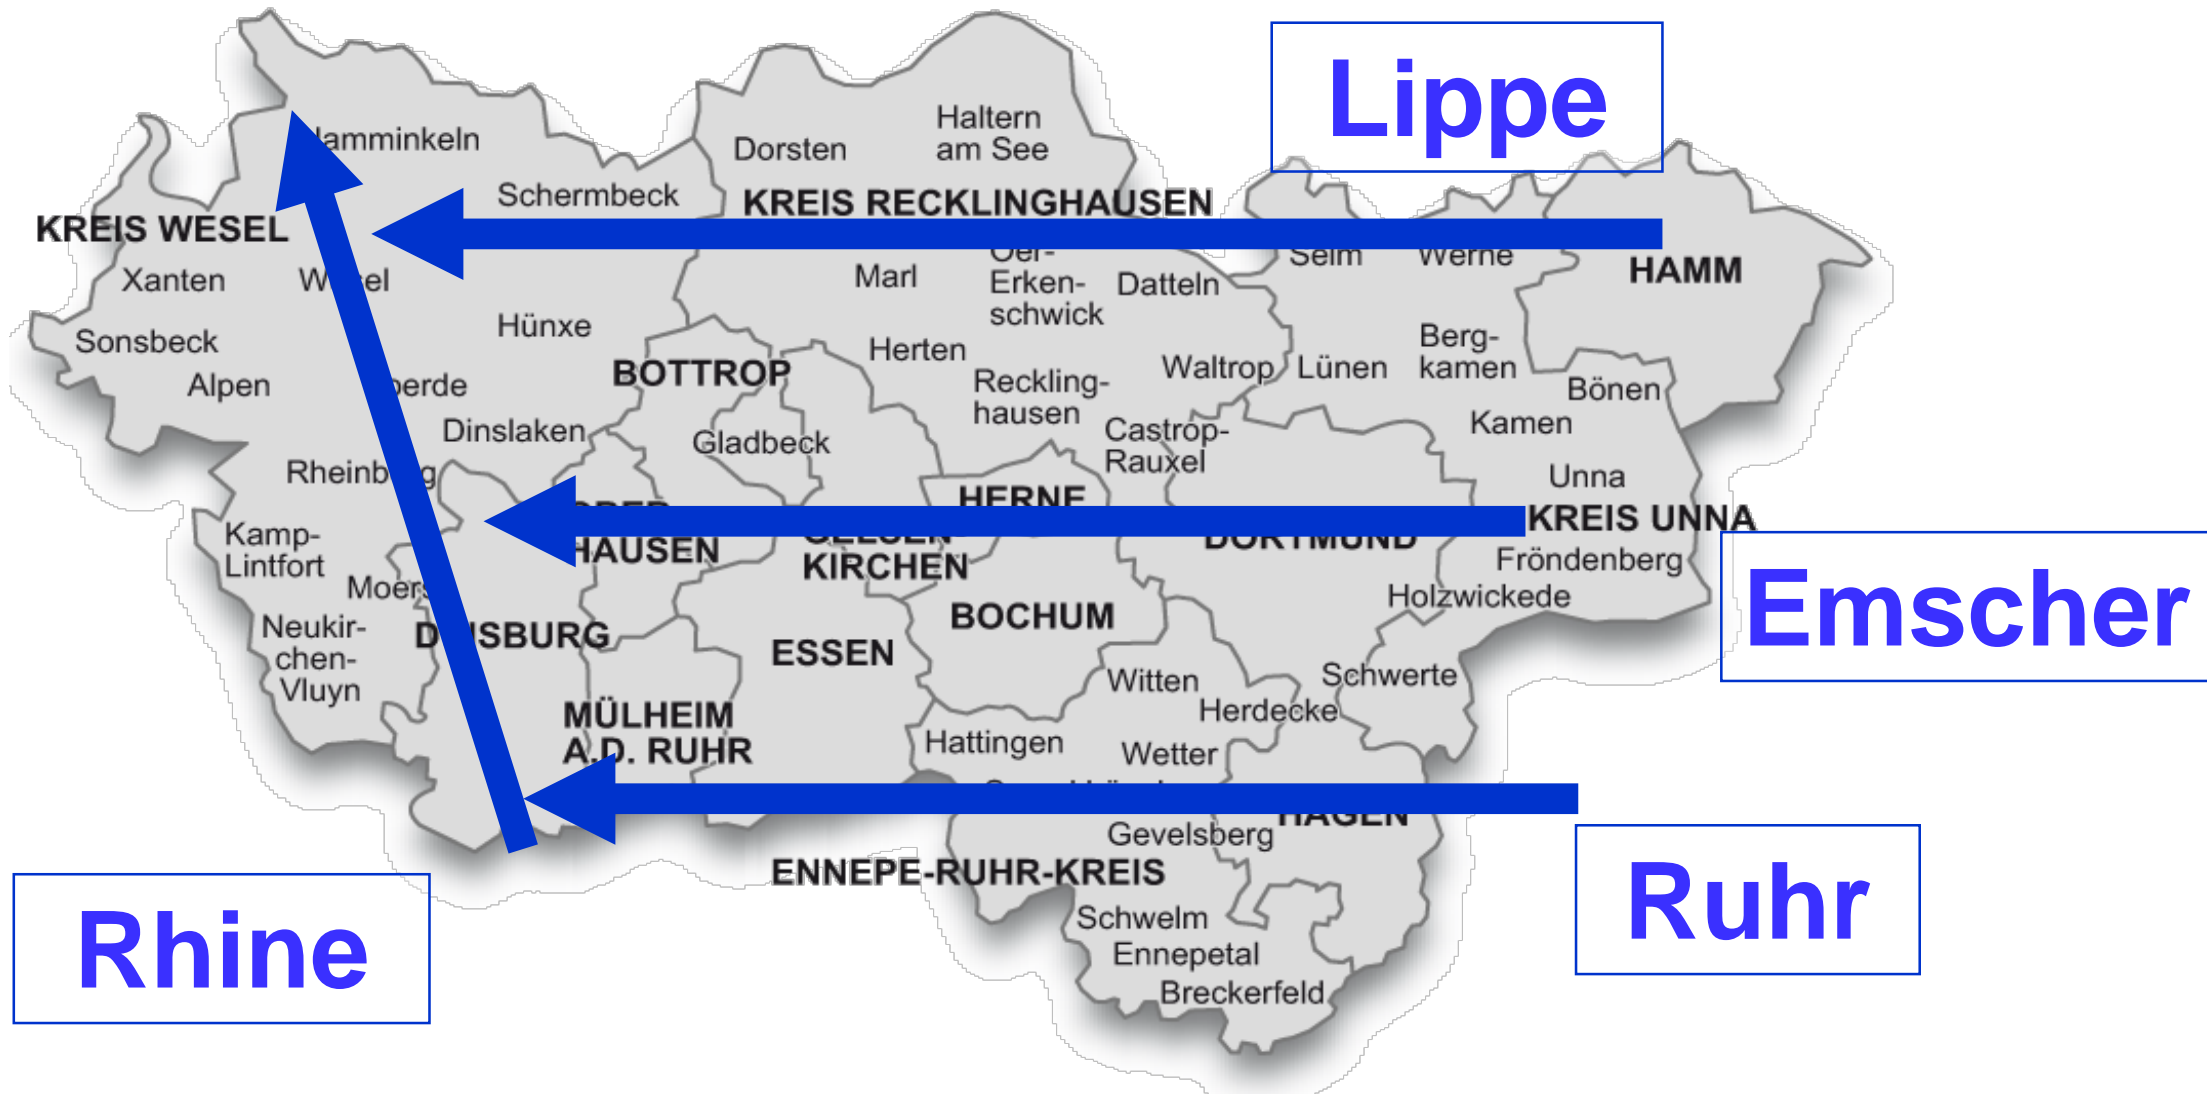 Lippe
Haltern
am See
Dorsten
Schermbeck
KREIS RECKLINGHAUSEN
KREIS WESEL
Xanten
Selm
Werne
HAMM
Marl
Oer-
Erken-
schwick
Datteln
Hünxe
Sonsbeck
Alpen
BOTTROP
Herten
Waltrop
Lünen
Berg-
kamen
Bönen
Reckling-
hausen
Kamen
Dinslaken
Gladbeck
Castrop-
Rauxel
Unna
HERNE
KREIS UNNA
DORTMUND
Kamp-
Lintfort
HAUSEN
KIRCHEN
Fröndenberg
Holzwickede
Emscher
Moers
Neukir-
chen-
Vluyn
BOCHUM
ESSEN
Witten
Schwerte
Herdecke
MÜLHEIM
A.D. RUHR
Hattingen
Wetter
HAGEN
Gevelsberg
ENNEPE-RUHR-KREIS
Ruhr
Rhine
Schwelm
Ennepetal
Breckerfeld